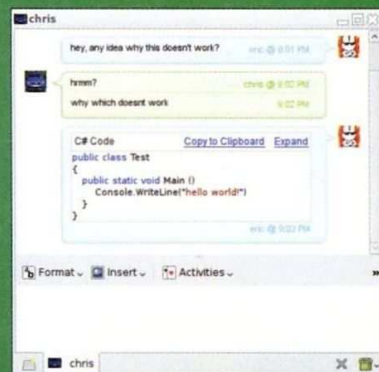 chris
hey, any idea why this doesn't work?
eric @ 9:01 PM
hrmm?
chris @ 9:02 PM
why which doesnt work
9:02 PM
C# Code Copy to Clipboard Expand
public class Test
{
public static void Main ()
Console.WriteLine("hello world!")
}
}
eric @ 9:03 PM
Format Insert Activities »
chris